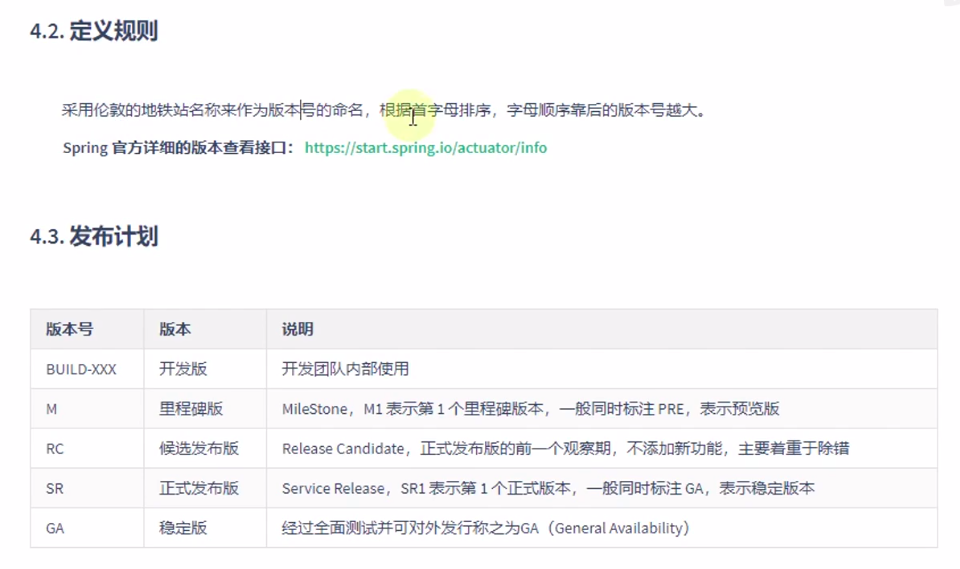 4.2. 定义规则
采用伦敦的地铁站名称来作为版本号的命名，根据首字母排序，字母顺序靠后的版本号越大。
Spring 官方详细的版本查看接口： https://start.spring.io/actuator/info
4.3. 发布计划
版本号 版本 说明
BUILD-XXX 开发版 开发团队内部使用
M 里程碑版 MileStone，M1 表示第 1 个里程碑版本，一般同时标注 PRE，表示预览版
RC 候选发布版 Release Candidate，正式发布版的前一个观察期，不添加新功能，主要着重于除错
SR 正式发布版 Service Release，SR1 表示第 1 个正式版本，一般同时标注 GA，表示稳定版本
GA 稳定版 经过全面测试并可对外发行称之为GA（General Availability）